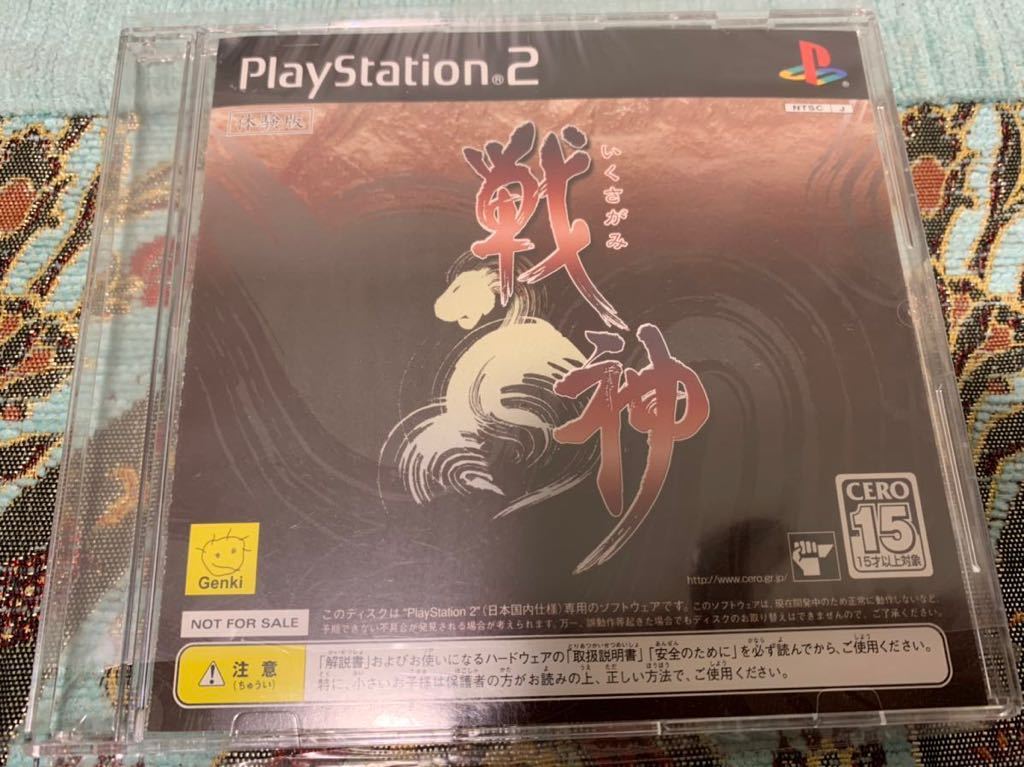 PlayStation®2
NTSC J
体験版
戦神
いくさがみ
Genki
CERO
15
15才以上対象
http://www.cero.gr.jp/
NOT FOR SALE
このディスクは "PlayStation 2"(日本国内仕様)専用のソフトウェアです。このソフトウェアは、現在開発中のため正常に動作しないなど、
予期できない不具合が発見される場合が考えられます。万一、誤動作等起きた場合でもディスクのお取り替えはできませんので、ご了承ください。
注意
(ちゅうい)
「解説書」およびお使いになるハードウェアの「取扱説明書」「安全のために」を必ず読んでから、ご使用ください。
特に、小さいお子様は保護者の方がお読みの上、正しい方法で、ご使用ください。